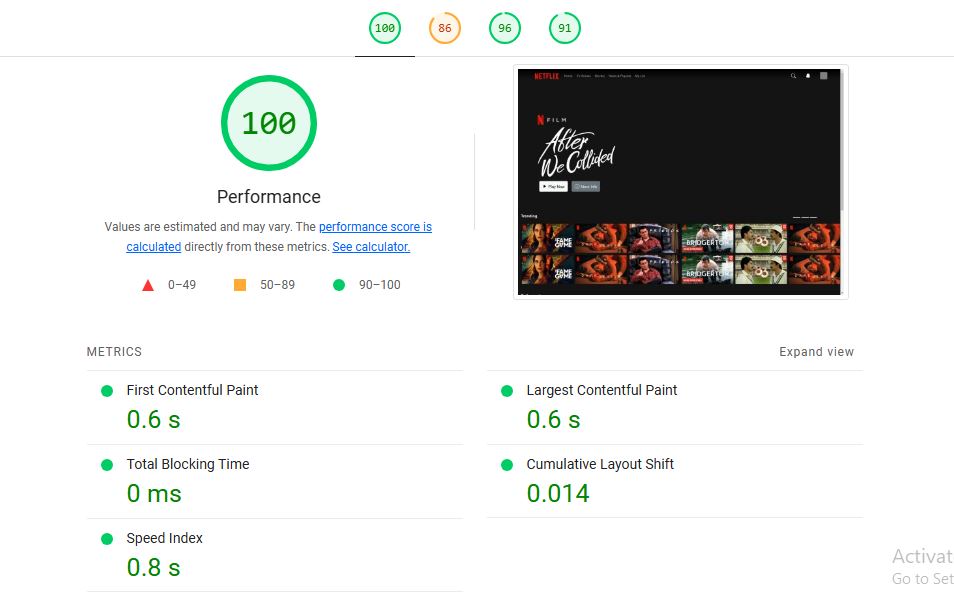 100 86 96 91
100
Performance
Values are estimated and may vary. The performance score is
calculated directly from these metrics. See calculator.
0–49 50–89 90–100
NETFLIX Home TV Shows Movies News & Popular My List
N FILM
After
We Collided
Play Now More Info
Trending
FAME GAME FRIENDS BRIDGERTON
FAME GAME FRIENDS BRIDGERTON
METRICS
Expand view
First Contentful Paint
0.6 s
Largest Contentful Paint
0.6 s
Total Blocking Time
0 ms
Cumulative Layout Shift
0.014
Speed Index
0.8 s
Activat
Go to Set